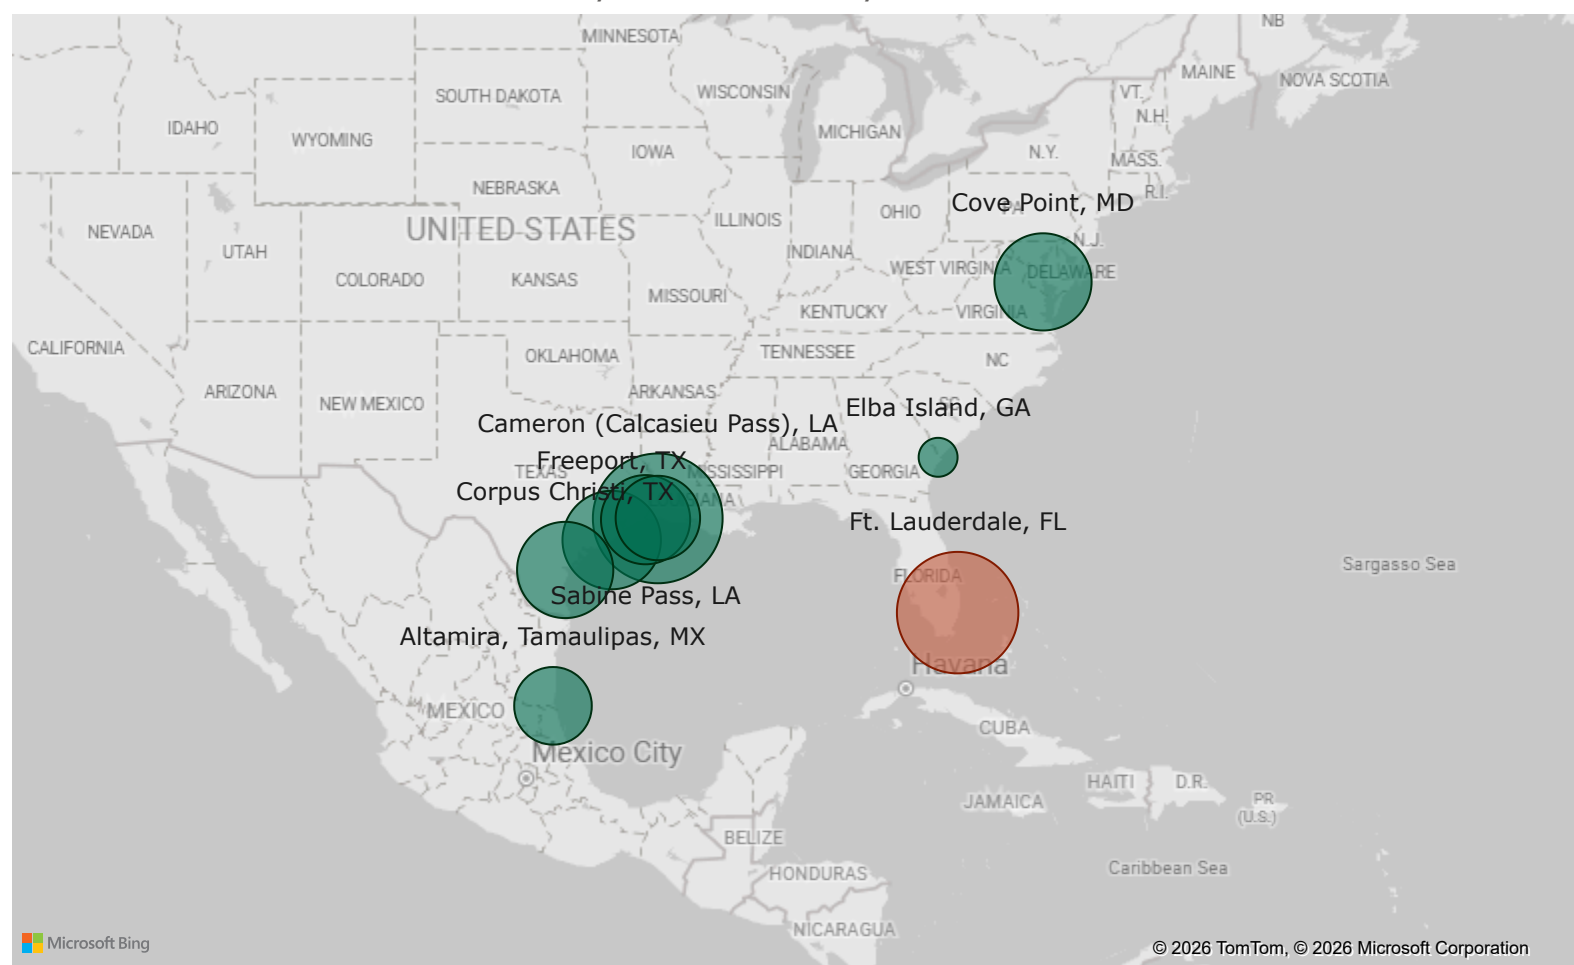 NB
MINNESOTA
MAINE
NOVA SCOTIA
SOUTH DAKOTA
WISCONSIN
VT.
N.H.
IDAHO
WYOMING
MICHIGAN
IOWA
N.Y.
MASS.
NEBRASKA
R.I.
Cove Point, MD
PA
NEVADA
UNITED STATES
ILLINOIS
OHIO
N.J.
UTAH
INDIANA
COLORADO
KANSAS
WEST VIRGINIA
DELAWARE
MISSOURI
KENTUCKY
VIRGINIA
CALIFORNIA
OKLAHOMA
TENNESSEE
NC
ARIZONA
NEW MEXICO
ARKANSAS
Elba Island, GA
SC
Cameron (Calcasieu Pass), LA
ALABAMA
Freeport, TX
TEXAS
MISSISSIPPI
GEORGIA
Corpus Christi, TX
Ft. Lauderdale, FL
Sargasso Sea
FLORIDA
Sabine Pass, LA
Altamira, Tamaulipas, MX
Havana
MEXICO
CUBA
Mexico City
HAITI
D.R.
JAMAICA
PR
(U.S.)
BELIZE
HONDURAS
Caribbean Sea
NICARAGUA
Microsoft Bing
© 2026 TomTom, © 2026 Microsoft Corporation